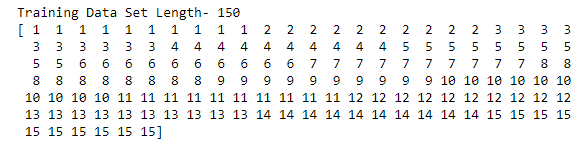 Training Data Set Length- 150
[ 1 1 1 1 1 1 1 1 1 1 2 2 2 2 2 2 2 2 2 2 3 3 3 3
3 3 3 3 3 3 4 4 4 4 4 4 4 4 4 4 5 5 5 5 5 5 5 5
5 5 6 6 6 6 6 6 6 6 6 6 7 7 7 7 7 7 7 7 7 7 8 8
8 8 8 8 8 8 8 8 9 9 9 9 9 9 9 9 9 9 10 10 10 10 10 10
10 10 10 10 11 11 11 11 11 11 11 11 11 11 12 12 12 12 12 12 12 12 12 12
13 13 13 13 13 13 13 13 13 13 14 14 14 14 14 14 14 14 14 14 15 15 15 15
15 15 15 15 15 15]